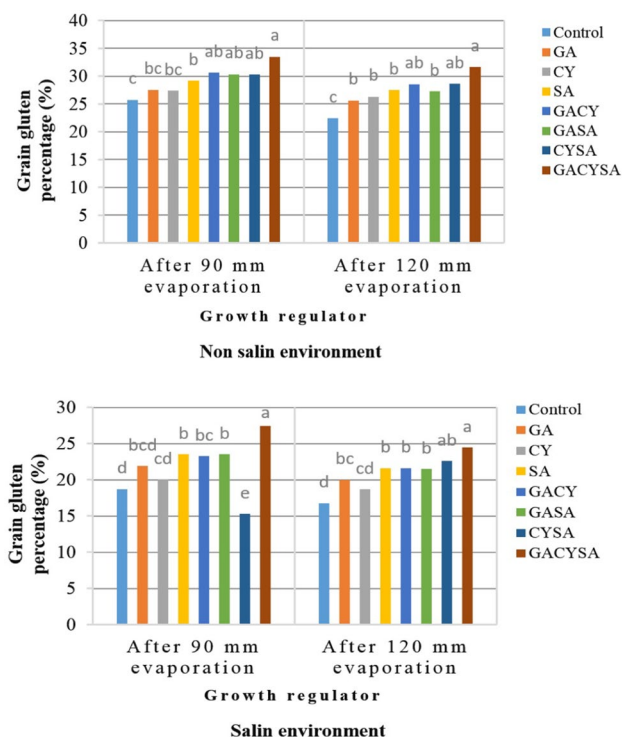 40
35
30
25
20
15
10
5
0
Grain gluten
percentage (%)
c bc bc b ab ab ab a
c b b b ab b ab a
After 90 mm
evaporation
After 120 mm
evaporation
Growth regulator
Non salin environment
Control
GA
CY
SA
GACY
GASA
CYSA
GACYSA
30
25
20
15
10
5
0
Grain gluten
percentage (%)
d bcd cd b bc b e a
d bc cd b b b ab a
After 90 mm
evaporation
After 120 mm
evaporation
Growth regulator
Salin environment
Control
GA
CY
SA
GACY
GASA
CYSA
GACYSA